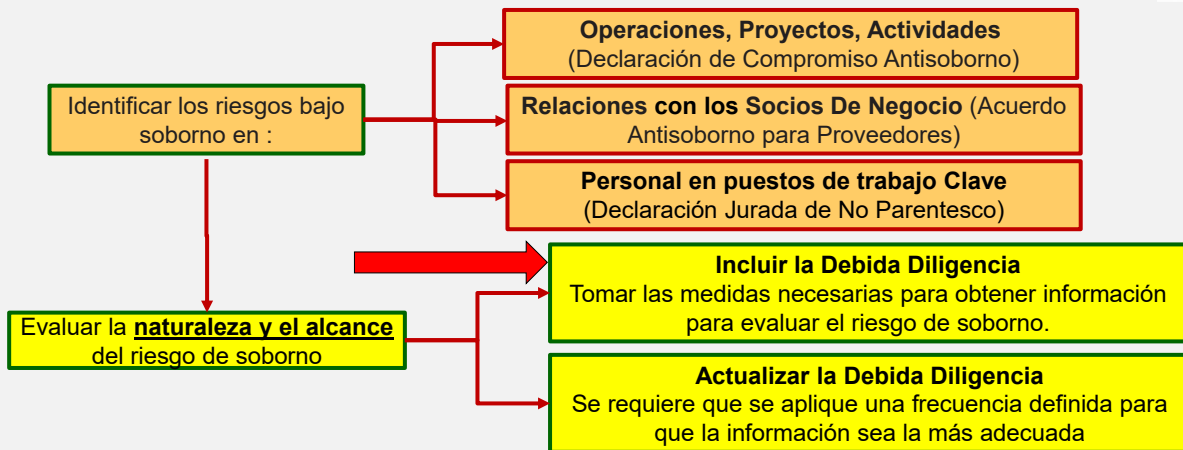 Operaciones, Proyectos, Actividades
(Declaración de Compromiso Antisoborno)
Identificar los riesgos bajo
soborno en :
Relaciones con los Socios De Negocio (Acuerdo
Antisoborno para Proveedores)
Personal en puestos de trabajo Clave
(Declaración Jurada de No Parentesco)
Incluir la Debida Diligencia
Tomar las medidas necesarias para obtener información
para evaluar el riesgo de soborno.
Evaluar la naturaleza y el alcance
del riesgo de soborno
Actualizar la Debida Diligencia
Se requiere que se aplique una frecuencia definida para
que la información sea la más adecuada